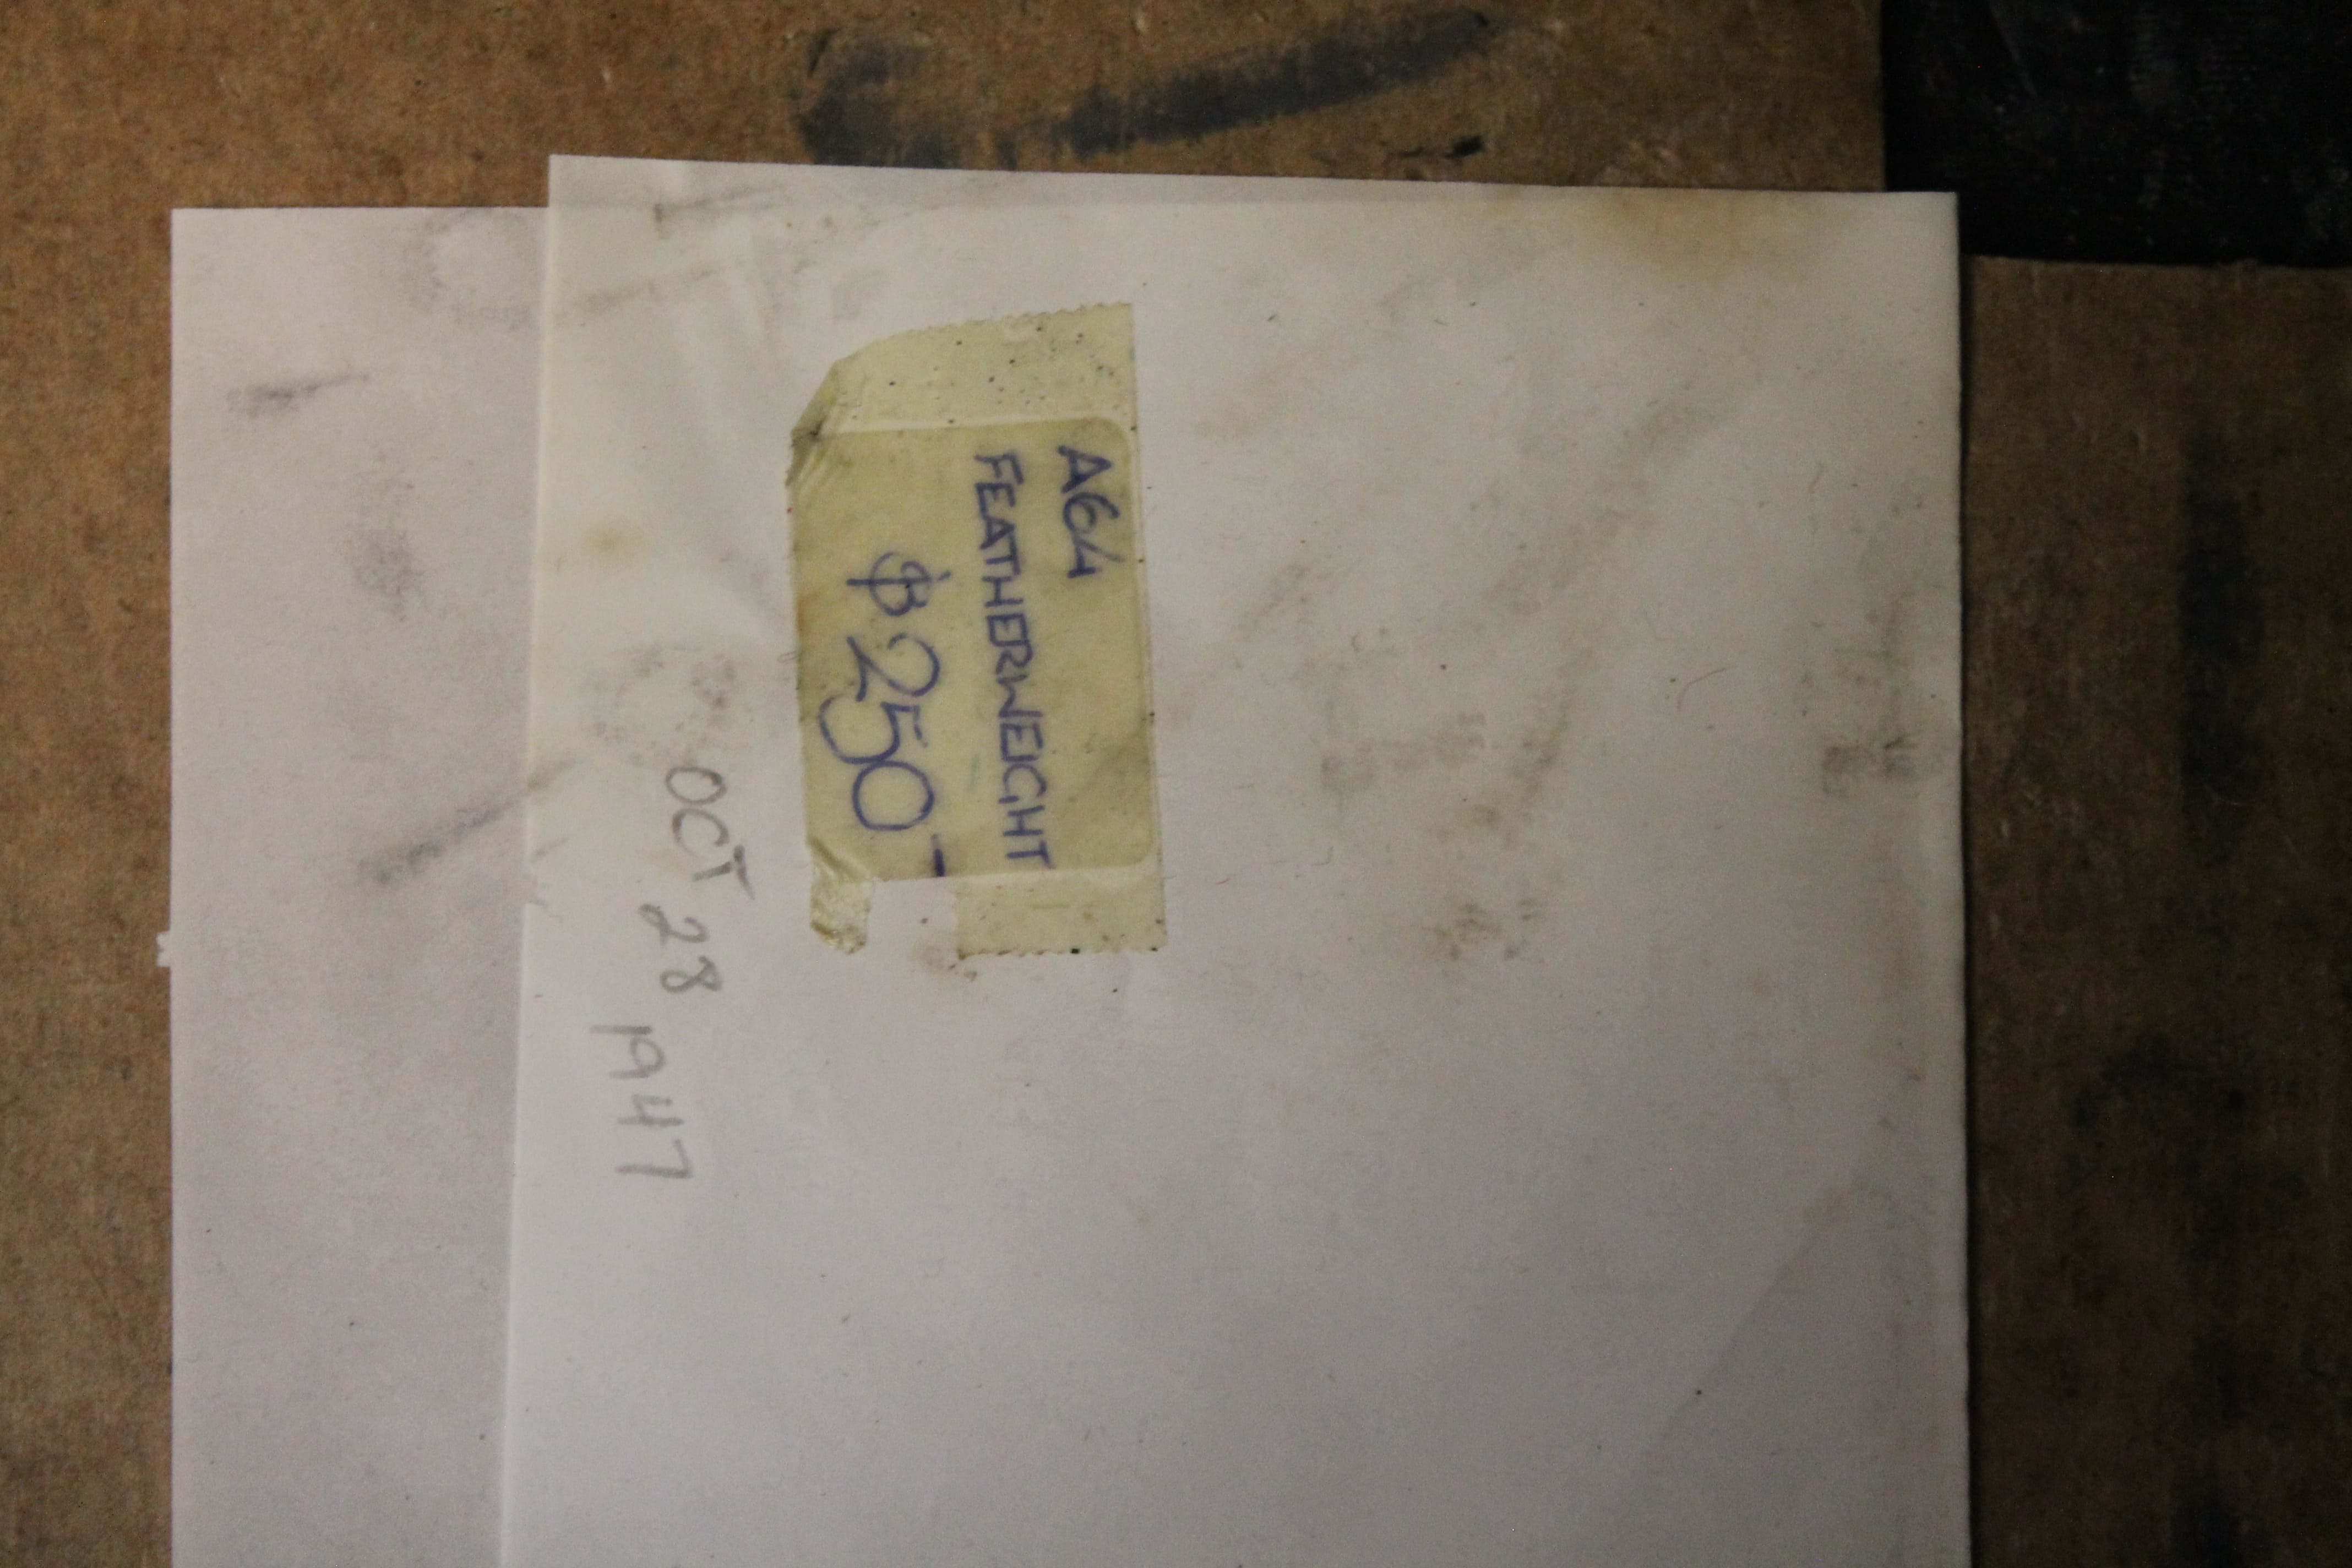 A64
FEATHERWEIGHT
$250-
OCT 28 1947